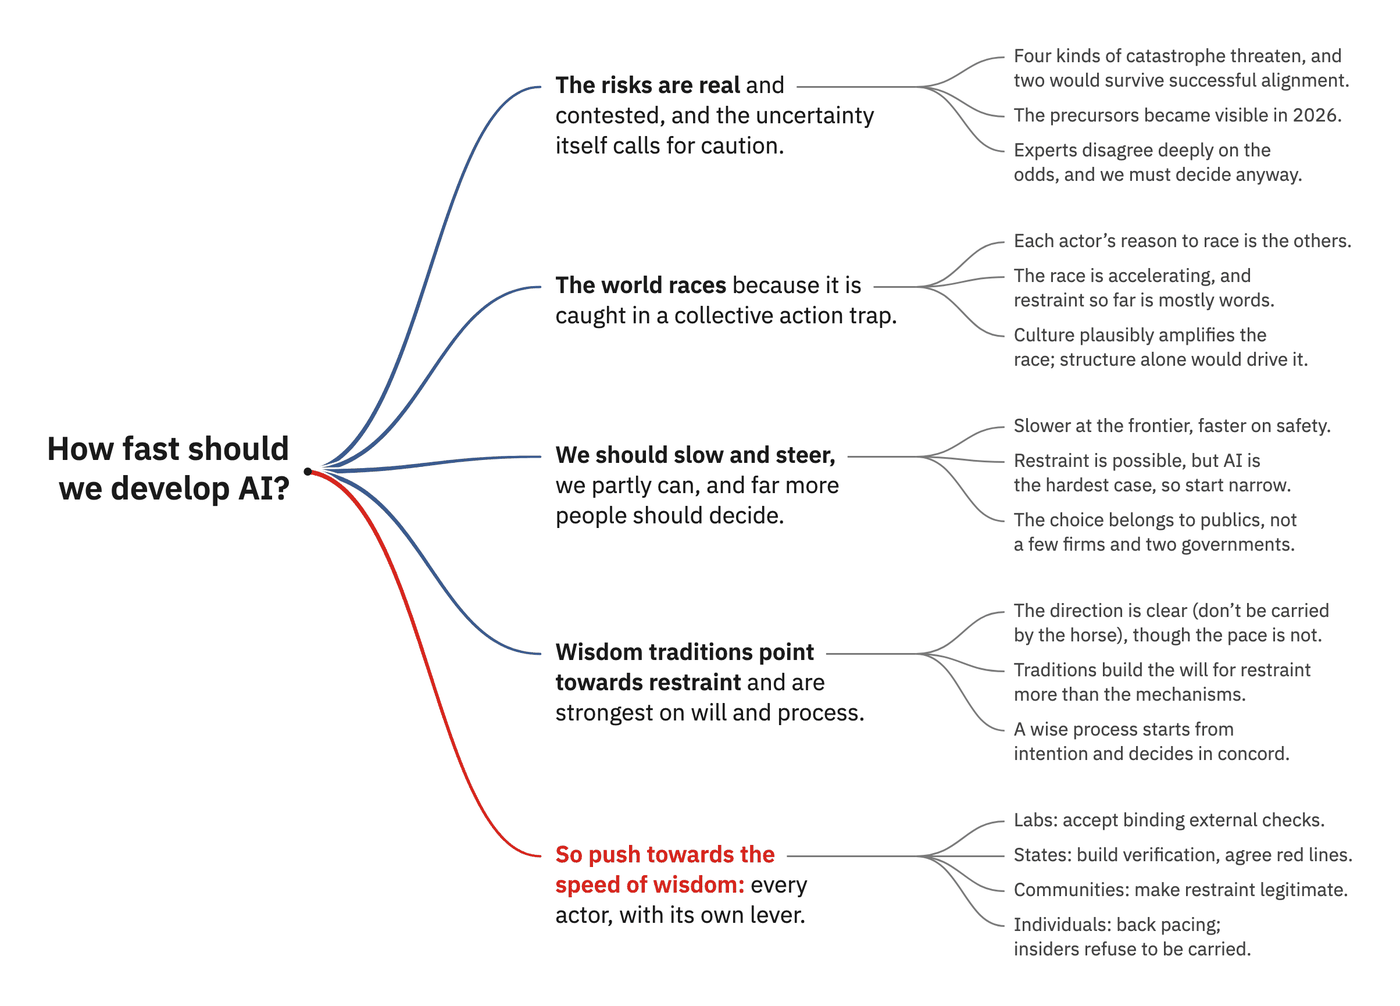 How fast should
we develop AI?
The risks are real and
contested, and the uncertainty
itself calls for caution.
Four kinds of catastrophe threaten, and
two would survive successful alignment.
The precursors became visible in 2026.
Experts disagree deeply on the
odds, and we must decide anyway.
The world races because it is
caught in a collective action trap.
Each actor’s reason to race is the others.
The race is accelerating, and
restraint so far is mostly words.
Culture plausibly amplifies the
race; structure alone would drive it.
We should slow and steer,
we partly can, and far more
people should decide.
Slower at the frontier, faster on safety.
Restraint is possible, but AI is
the hardest case, so start narrow.
The choice belongs to publics, not
a few firms and two governments.
Wisdom traditions point
towards restraint and are
strongest on will and process.
The direction is clear (don’t be carried
by the horse), though the pace is not.
Traditions build the will for restraint
more than the mechanisms.
A wise process starts from
intention and decides in concord.
So push towards the
speed of wisdom: every
actor, with its own lever.
Labs: accept binding external checks.
States: build verification, agree red lines.
Communities: make restraint legitimate.
Individuals: back pacing;
insiders refuse to be carried.